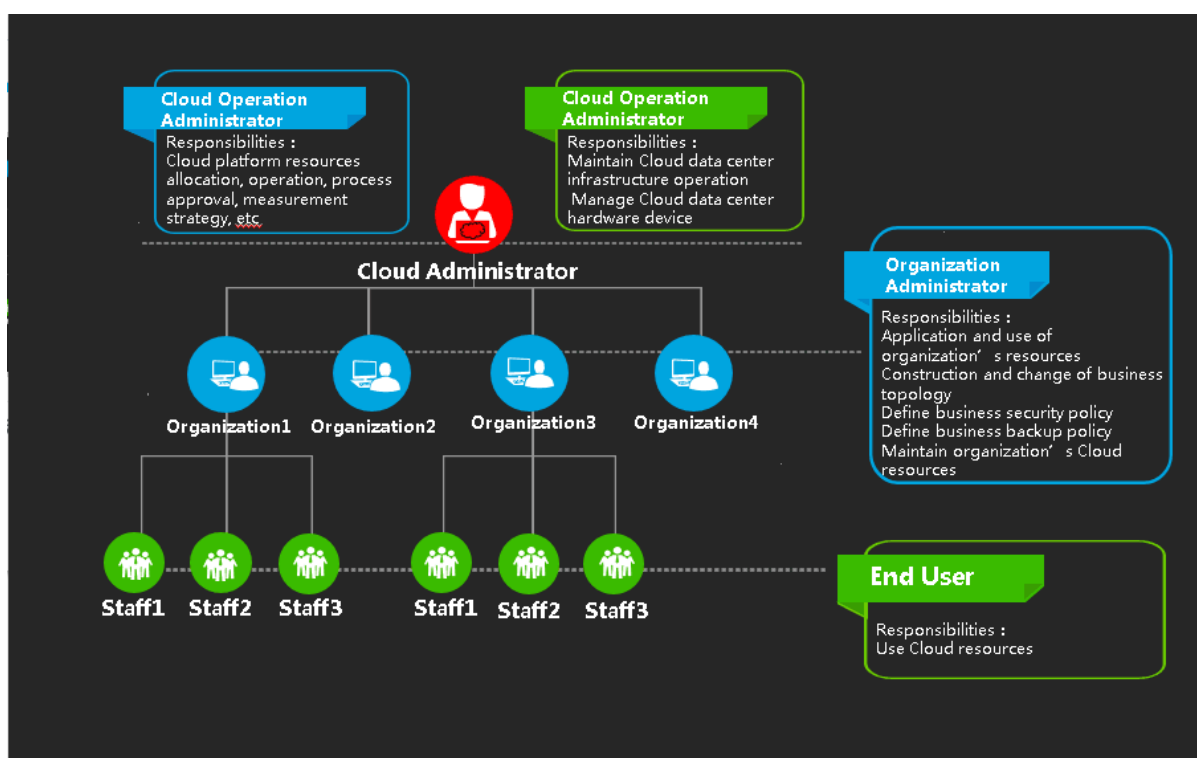 Cloud Operation
Administrator
Responsibilities：
Cloud platform resources
allocation, operation, process
approval, measurement
strategy, etc
Cloud Operation
Administrator
Responsibilities：
Maintain Cloud data center
infrastructure operation
Manage Cloud data center
hardware device
Cloud Administrator
Organization
Administrator
Responsibilities：
Application and use of
organization’s resources
Construction and change of business
topology
Define business security policy
Define business backup policy
Maintain organization’s Cloud
resources
Organization1
Organization2
Organization3
Organization4
Staff1
Staff2
Staff3
Staff1
Staff2
Staff3
End User
Responsibilities：
Use Cloud resources